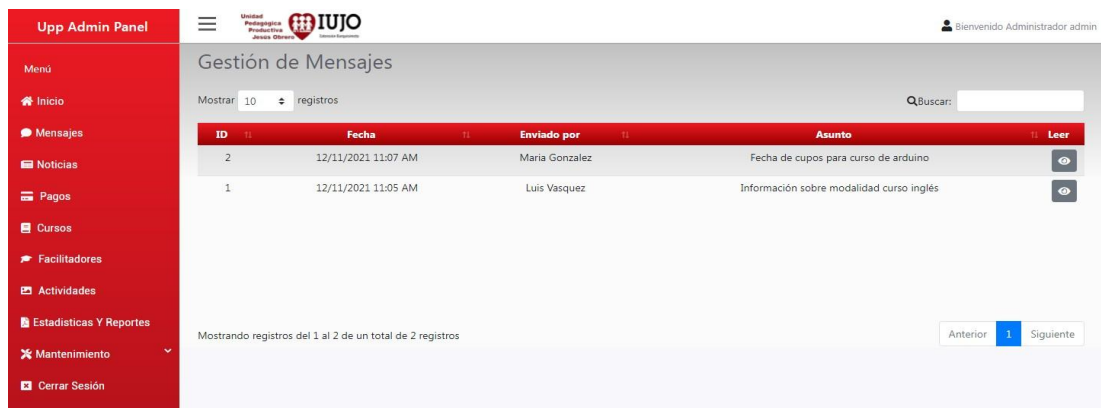 Upp Admin Panel
Unidad
Pedagogica
Productiva
Jesús Obrero
IUJO
Bienvenido Administrador admin
Menú
Inicio
Mensajes
Noticias
Pagos
Cursos
Facilitadores
Actividades
Estadisticas Y Reportes
Mantenimiento
Cerrar Sesión
Gestión de Mensajes
Mostrar 10 registros
Buscar:
ID Fecha Enviado por Asunto Leer
2 12/11/2021 11:07 AM Maria Gonzalez Fecha de cupos para curso de arduino
1 12/11/2021 11:05 AM Luis Vasquez Información sobre modalidad curso inglés
Mostrando registros del 1 al 2 de un total de 2 registros
Anterior 1 Siguiente